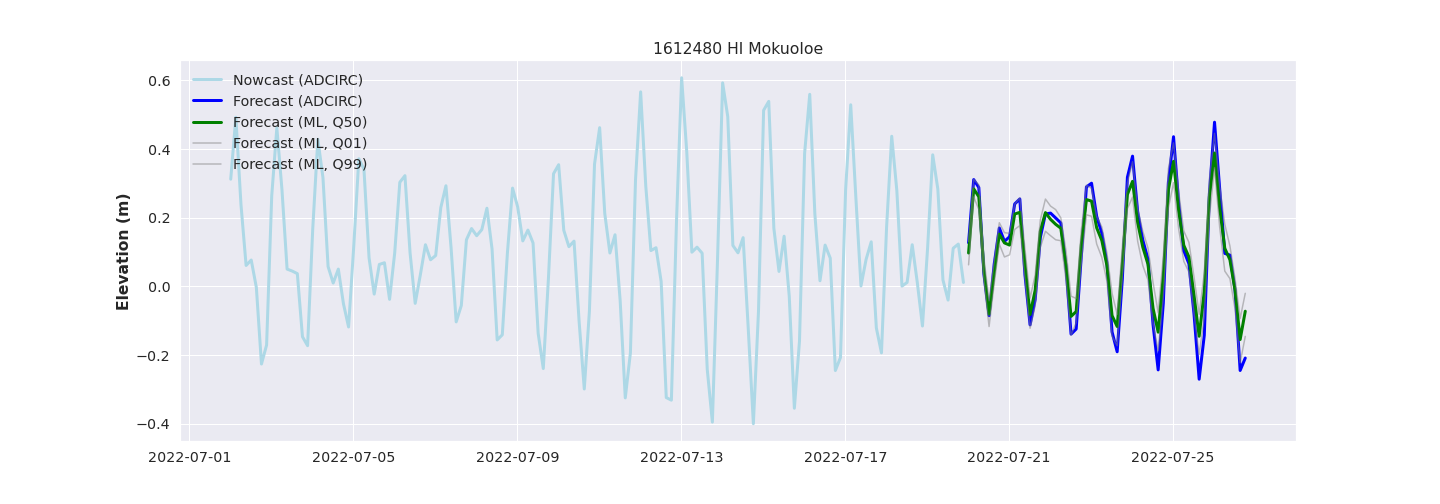 1612480 HI Mokuoloe
Nowcast (ADCIRC)
Forecast (ADCIRC)
Forecast (ML, Q50)
Forecast (ML, Q01)
Forecast (ML, Q99)
Elevation (m)
0.6
0.4
0.2
0.0
−0.2
−0.4
2022-07-01 2022-07-05 2022-07-09 2022-07-13 2022-07-17 2022-07-21 2022-07-25